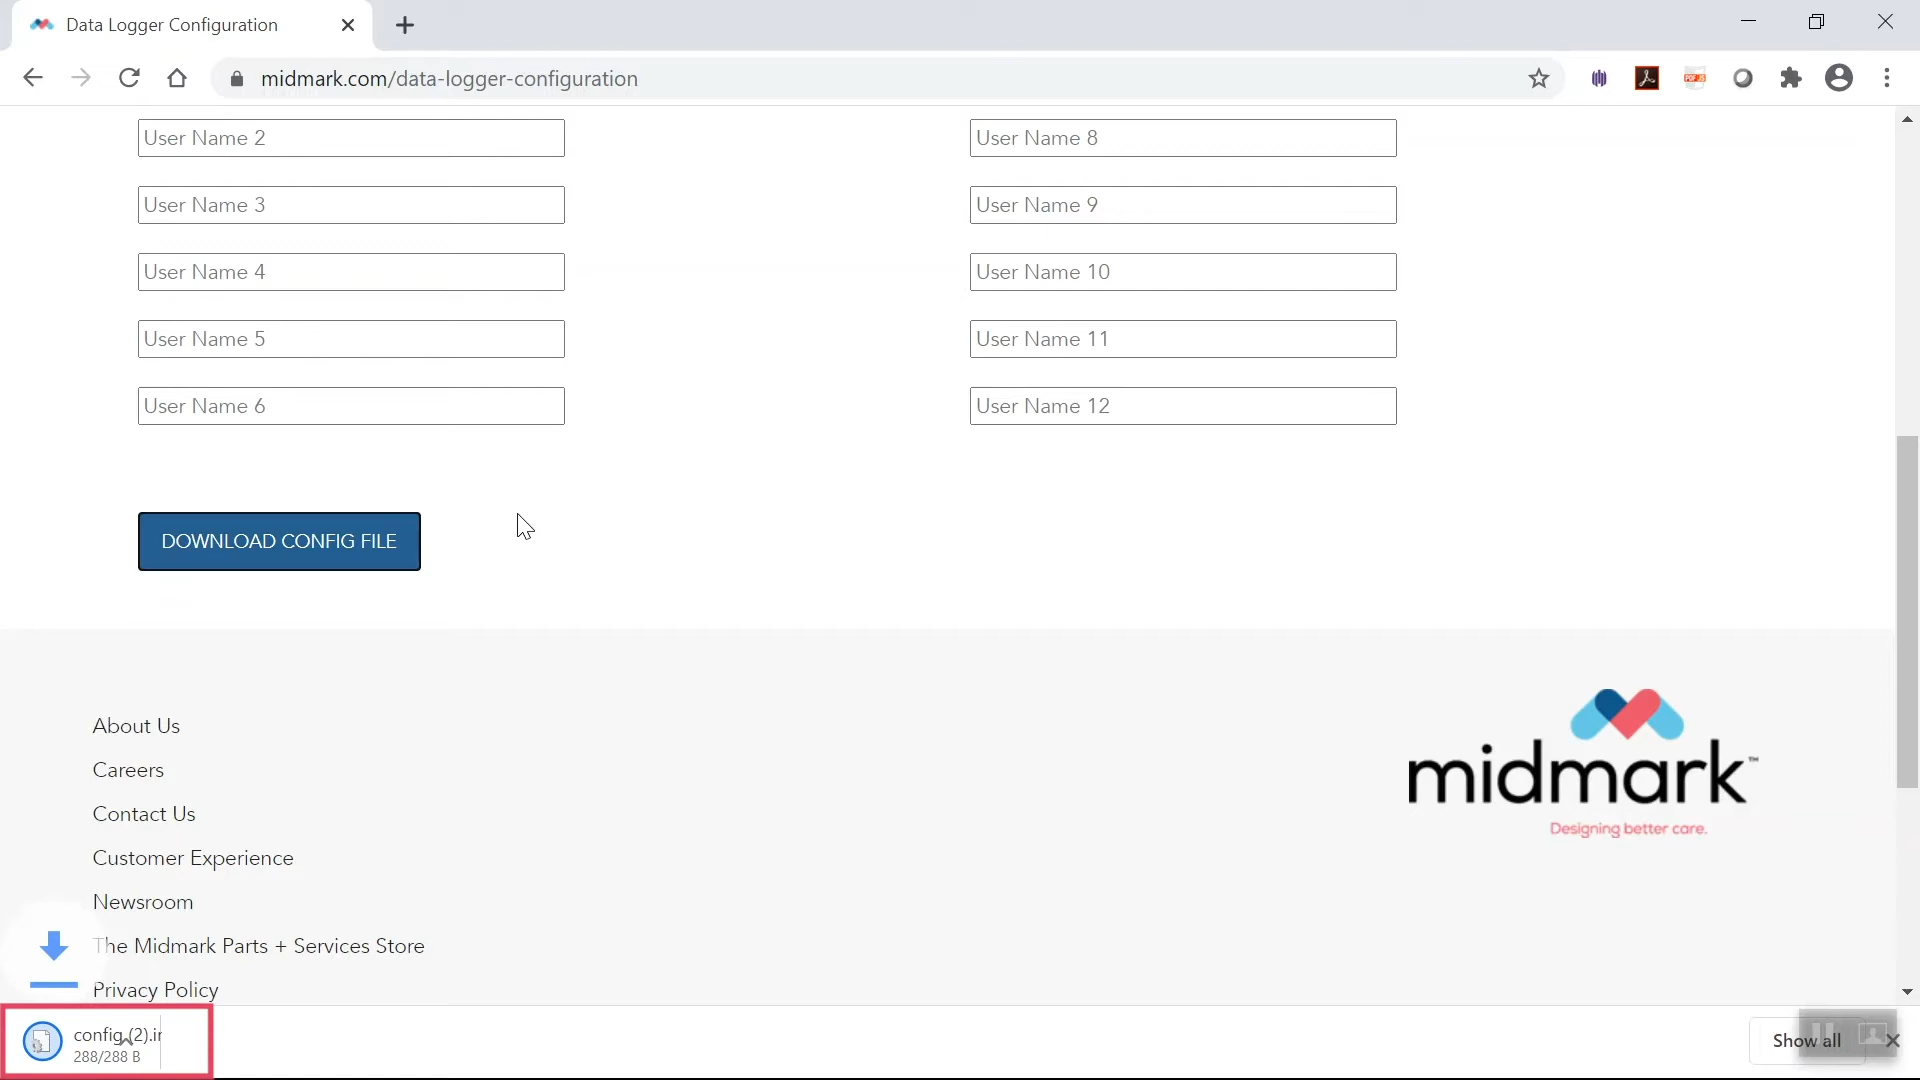 Data Logger Configuration
midmark.com/data-logger-configuration
User Name 2
User Name 8
User Name 3
User Name 9
User Name 4
User Name 10
User Name 5
User Name 11
User Name 6
User Name 12
DOWNLOAD CONFIG FILE
About Us
Careers
Contact Us
Customer Experience
Newsroom
The Midmark Parts + Services Store
Privacy Policy
midmark™
Designing better care.
config (2).in
288/288 B
Show all